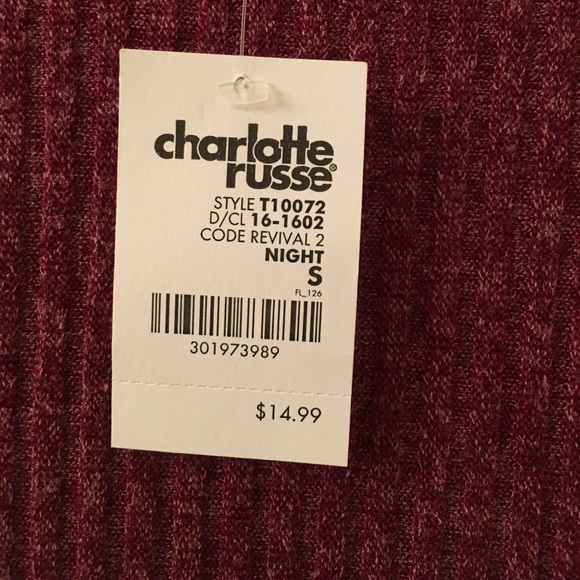 charlotte
russe®
STYLE T10072
D/CL 16-1602
CODE REVIVAL 2
NIGHT
S
FL_126
301973989
$14.99